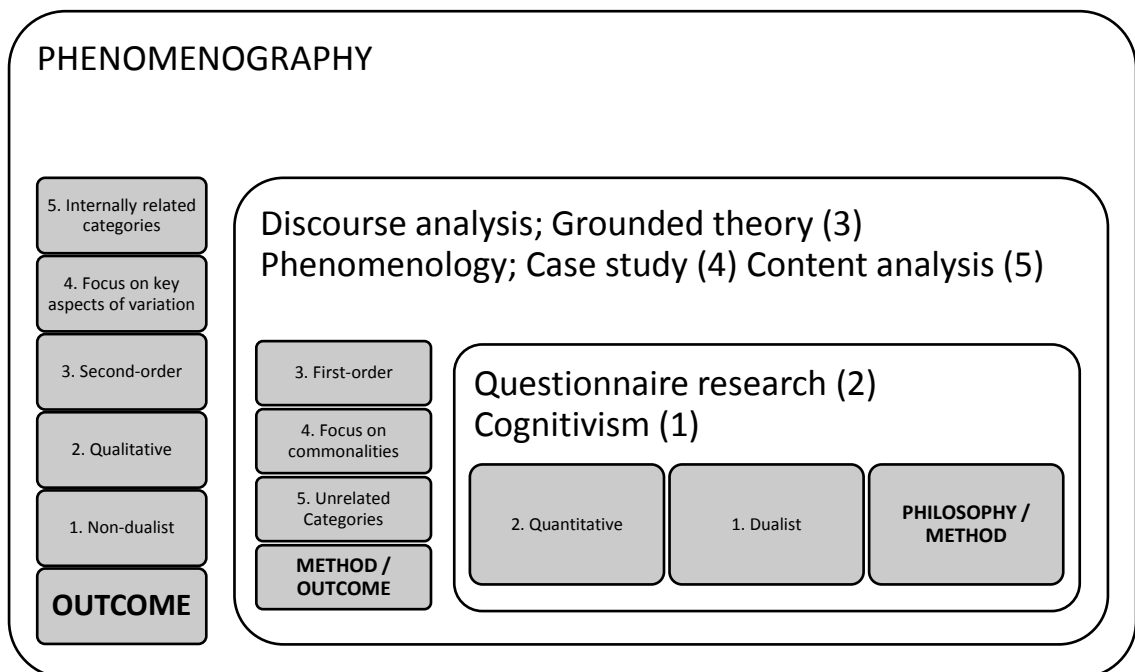 PHENOMENOGRAPHY
5. Internally related
categories
4. Focus on key
aspects of variation
3. Second-order
2. Qualitative
1. Non-dualist
OUTCOME
Discourse analysis; Grounded theory (3)
Phenomenology; Case study (4) Content analysis (5)
3. First-order
4. Focus on
commonalities
5. Unrelated
Categories
METHOD /
OUTCOME
Questionnaire research (2)
Cognitivism (1)
2. Quantitative
1. Dualist
PHILOSOPHY /
METHOD